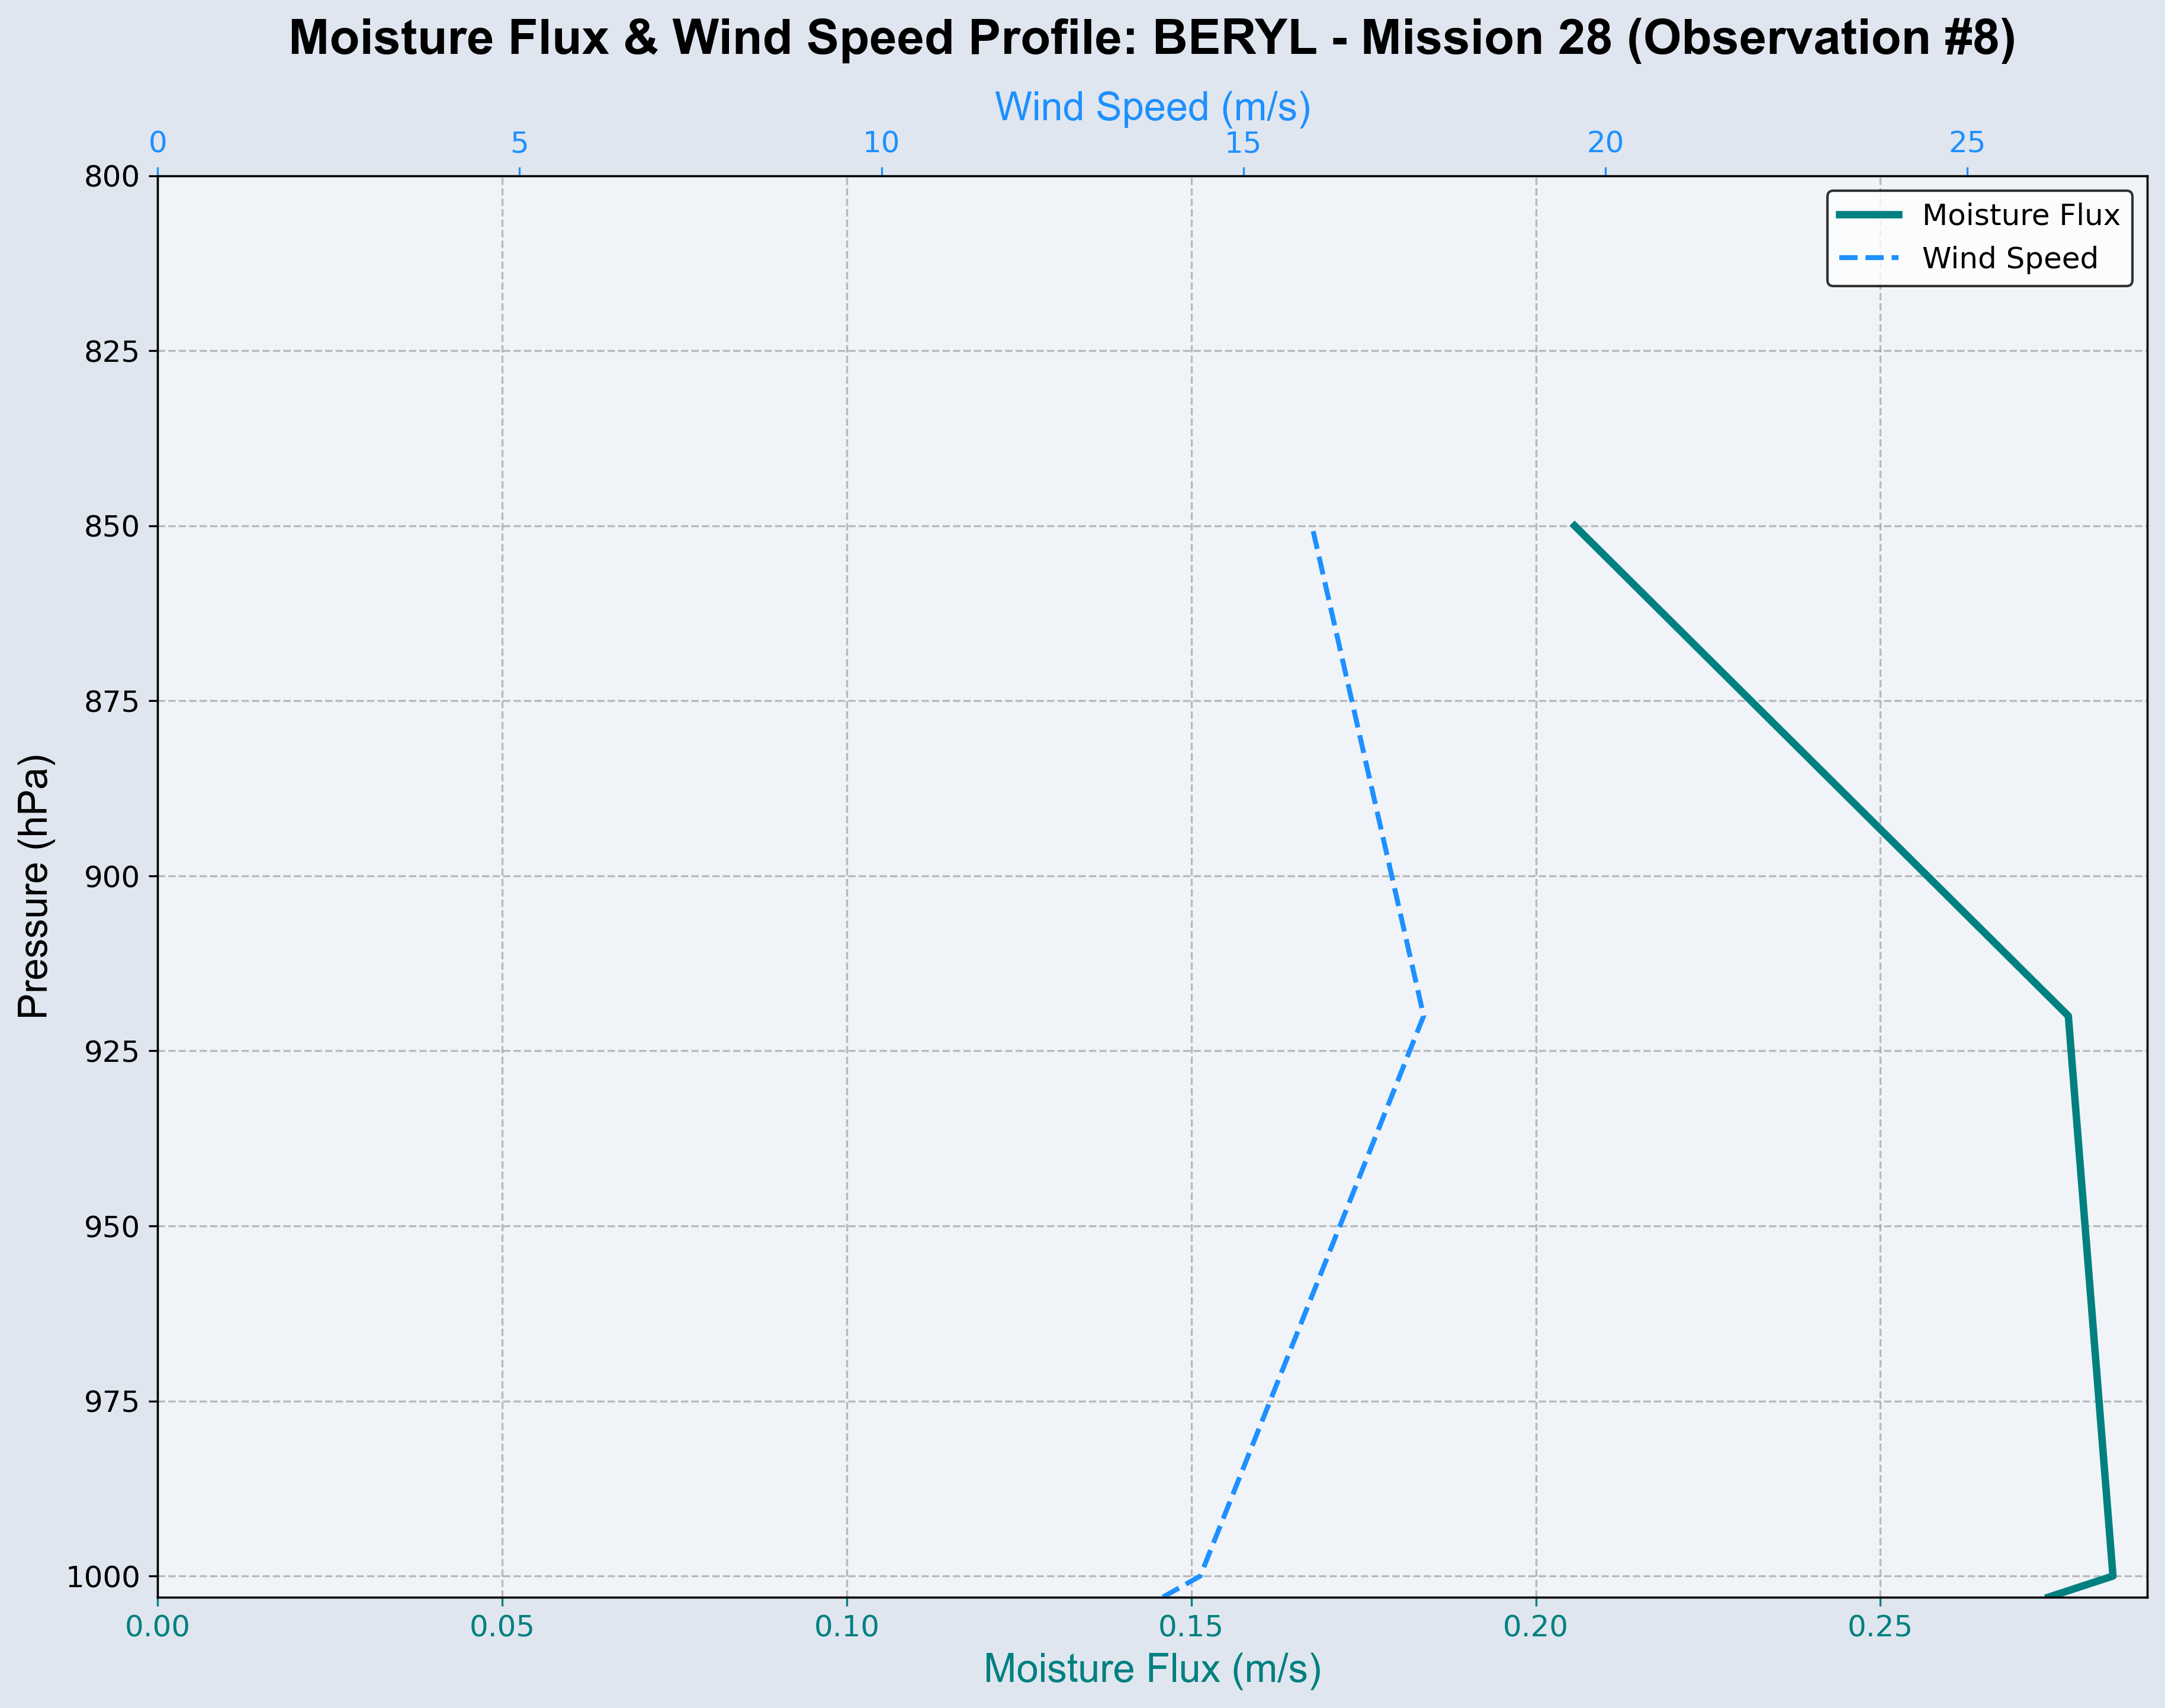 Moisture Flux & Wind Speed Profile: BERYL - Mission 28 (Observation #8)
Wind Speed (m/s)
0 5 10 15 20 25
Moisture Flux
Wind Speed
800
825
850
875
900
925
950
975
1000
Pressure (hPa)
0.00 0.05 0.10 0.15 0.20 0.25
Moisture Flux (m/s)